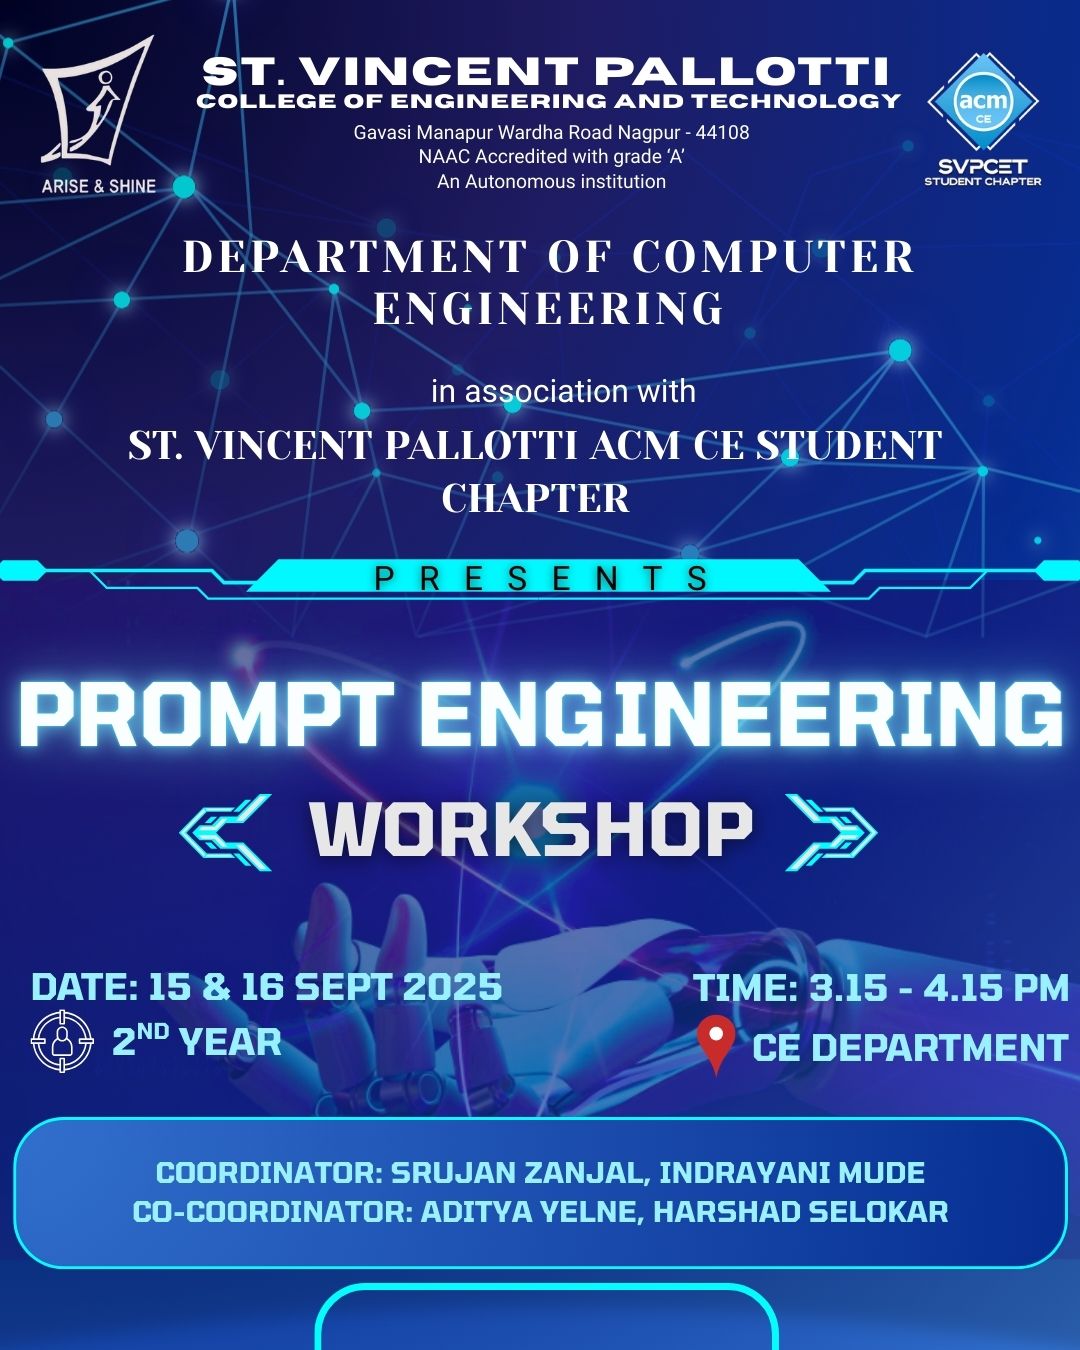 ST. VINCENT PALLOTTI
COLLEGE OF ENGINEERING AND TECHNOLOGY
Gavasi Manapur Wardha Road Nagpur - 44108
NAAC Accredited with grade ‘A’
An Autonomous institution
ARISE & SHINE
acm
CE
SVPCET
STUDENT CHAPTER
DEPARTMENT OF COMPUTER
ENGINEERING
in association with
ST. VINCENT PALLOTTI ACM CE STUDENT
CHAPTER
PRESENTS
PROMPT ENGINEERING
WORKSHOP
DATE: 15 & 16 SEPT 2025
2ND YEAR
TIME: 3.15 - 4.15 PM
CE DEPARTMENT
COORDINATOR: SRUJAN ZANJAL, INDRAYANI MUDE
CO-COORDINATOR: ADITYA YELNE, HARSHAD SELOKAR